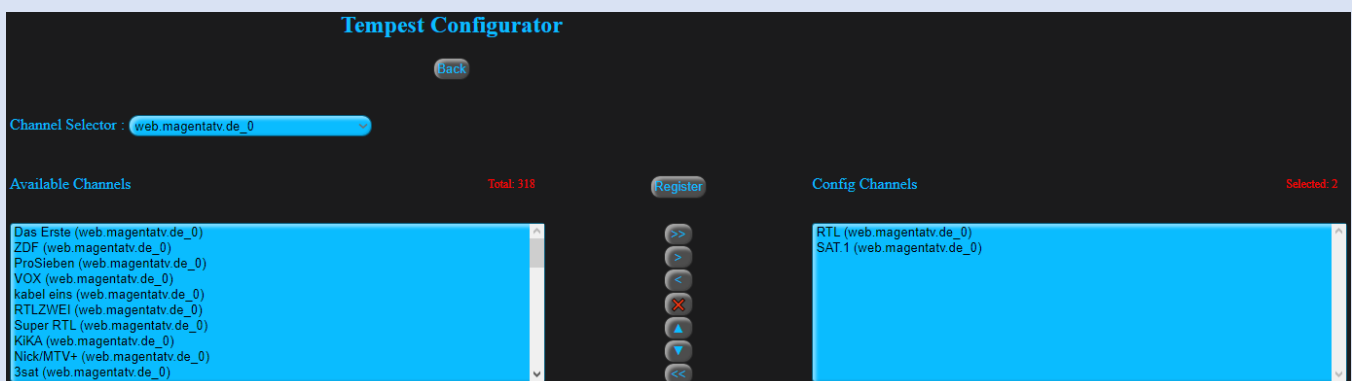 Tempest Configurator
Back
Channel Selector : web.magentatv.de_0
Available Channels Total: 318 Register Config Channels Selected: 2
Das Erste (web.magentatv.de_0)
ZDF (web.magentatv.de_0)
ProSieben (web.magentatv.de_0)
VOX (web.magentatv.de_0)
kabel eins (web.magentatv.de_0)
RTLZWEI (web.magentatv.de_0)
Super RTL (web.magentatv.de_0)
KiKA (web.magentatv.de_0)
Nick/MTV+ (web.magentatv.de_0)
3sat (web.magentatv.de_0)
>>
>
<
<<
RTL (web.magentatv.de_0)
SAT.1 (web.magentatv.de_0)